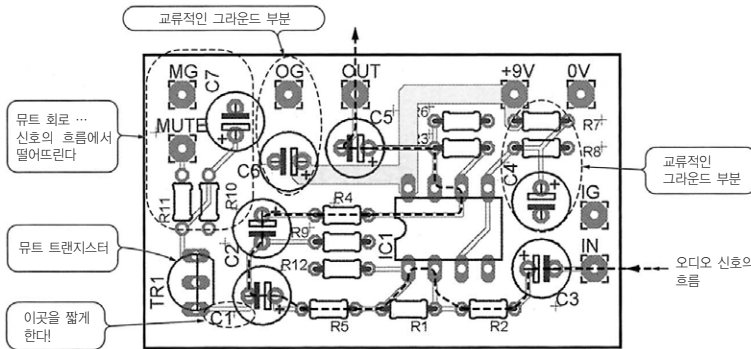 교류적인 그라운드 부분
MG
C7
OG
OUT
+9V
0V
뮤트 회로 …
신호의 흐름에서
떨어뜨린다
MUTE
C5
R6
R3
R7
R8
C6
C4
교류적인
그라운드 부분
R11
R10
R4
IG
C2
R9
IC1
IN
뮤트 트랜지스터
TR1
R12
C3
오디오 신호의
흐름
이곳을 짧게
한다!
C1
R5
R1
R2